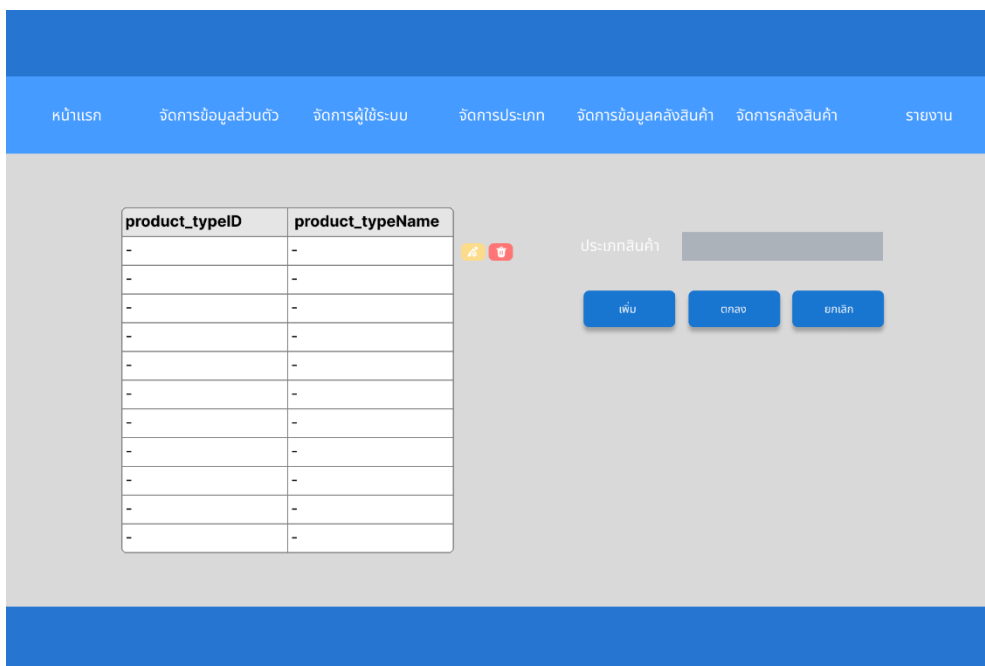 หน้าแรก จัดการข้อมูลส่วนตัว จัดการผู้ใช้ระบบ จัดการประเภท จัดการข้อมูลคลังสินค้า จัดการคลังสินค้า รายงาน
product_typeID product_typeName
- -
- -
- -
- -
- -
- -
- -
- -
- -
- -
- -
ประเภทสินค้า
เพิ่ม ตกลง ยกเลิก